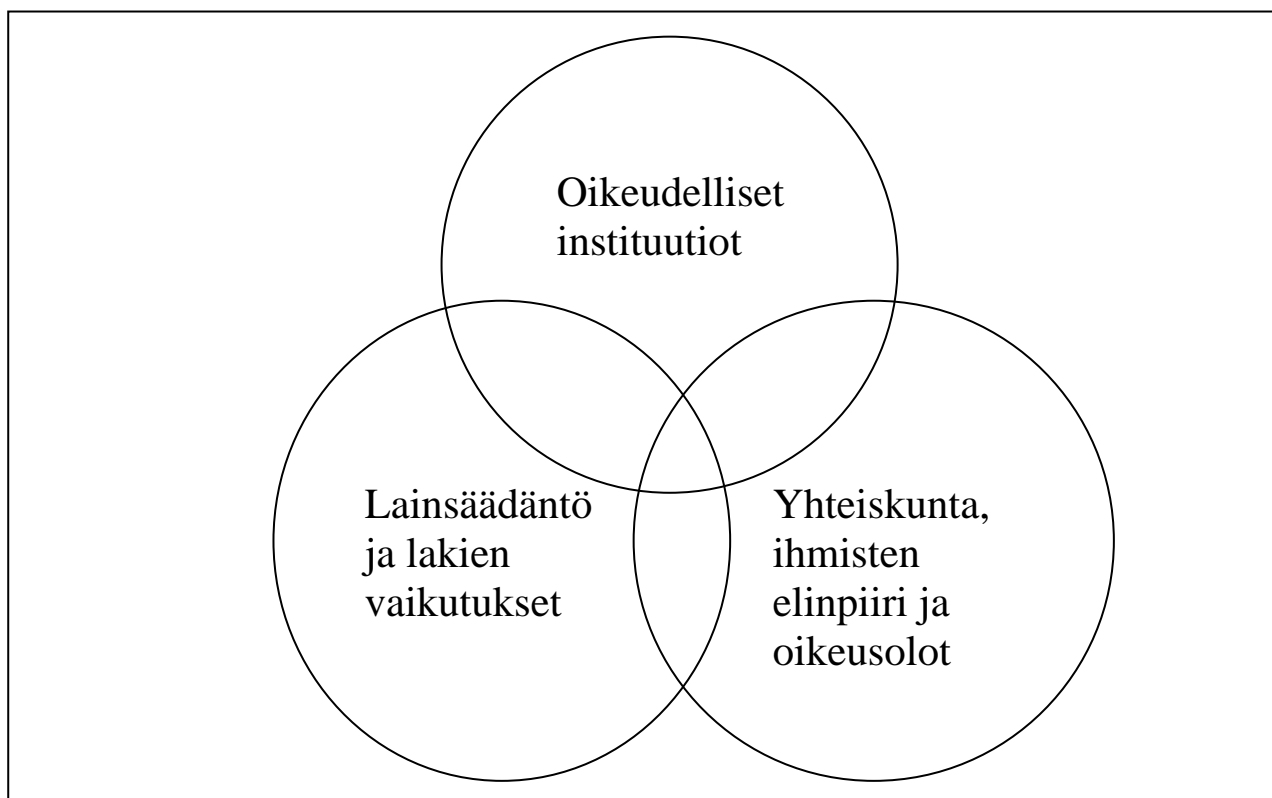 Oikeudelliset
instituutiot
Lainsäädäntö
ja lakien
vaikutukset
Yhteiskunta,
ihmisten
elinpiiri ja
oikeusolot